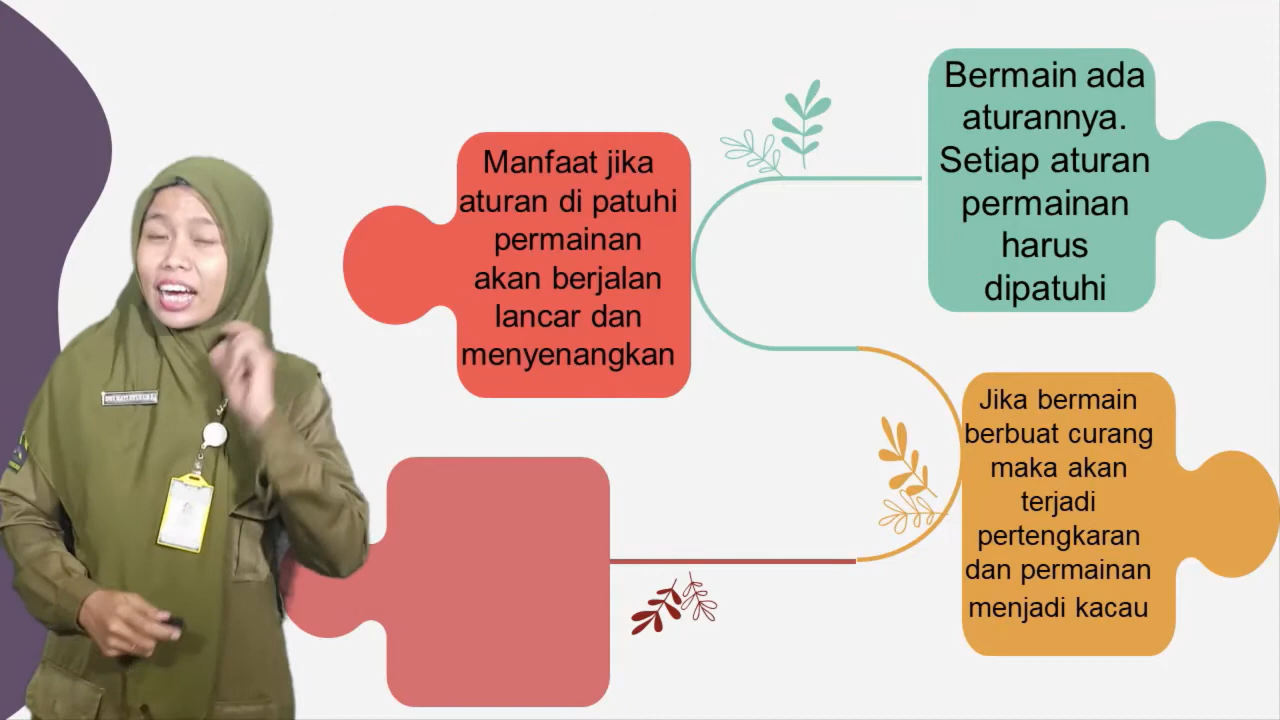 Bermain ada
aturannya.
Setiap aturan
permainan
harus
dipatuhi
Manfaat jika
aturan di patuhi
permainan
akan berjalan
lancar dan
menyenangkan
Jika bermain
berbuat curang
maka akan
terjadi
pertengkaran
dan permainan
menjadi kacau